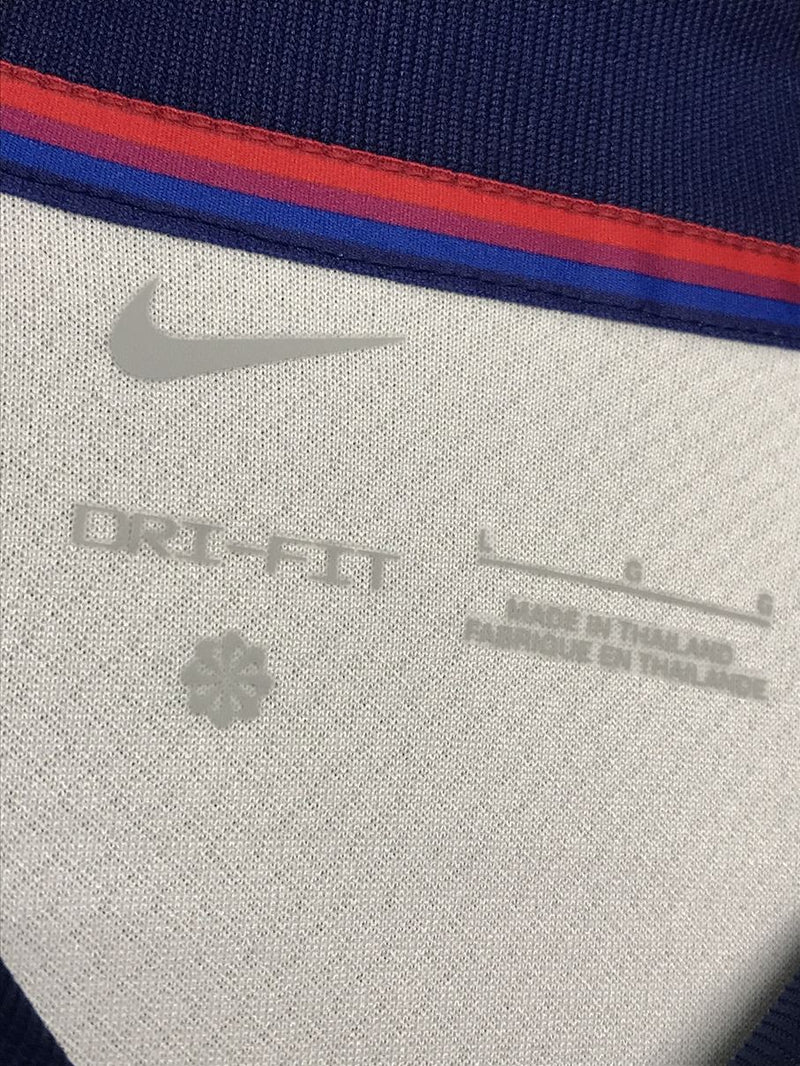 DRI-FIT
L
G
G
MADE IN THAILAND
FABRIQUE EN THAILANDE